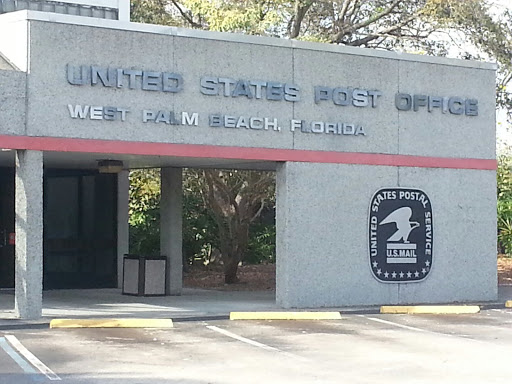 UNITED STATES POST OFFICE
WEST PALM BEACH, FLORIDA
UNITED STATES POSTAL SERVICE
U.S.MAIL